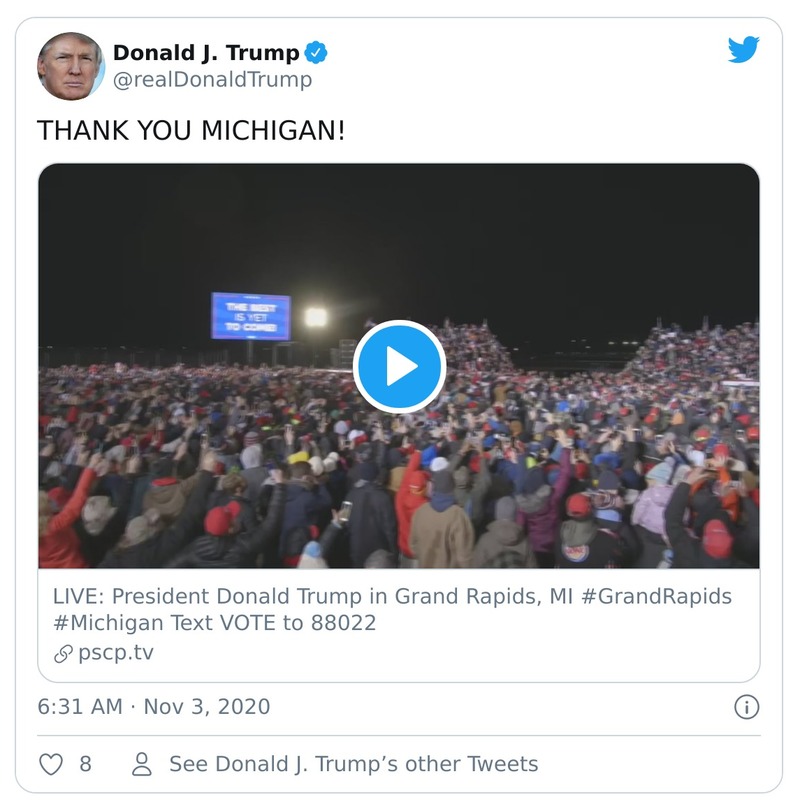 Donald J. Trump
@realDonaldTrump
THANK YOU MICHIGAN!
THE BEST
IS YET
TO COME!
LIVE: President Donald Trump in Grand Rapids, MI #GrandRapids
#Michigan Text VOTE to 88022
pscp.tv
6:31 AM · Nov 3, 2020
8
See Donald J. Trump’s other Tweets